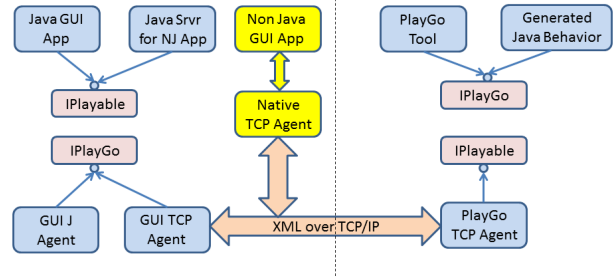 Java GUI
App
Java Srvr
for NJ App
Non Java
GUI App
PlayGo
Tool
Generated
Java Behavior
IPlayable
Native
TCP Agent
IPlayGo
IPlayGo
IPlayable
GUI J
Agent
GUI TCP
Agent
XML over TCP/IP
PlayGo
TCP Agent